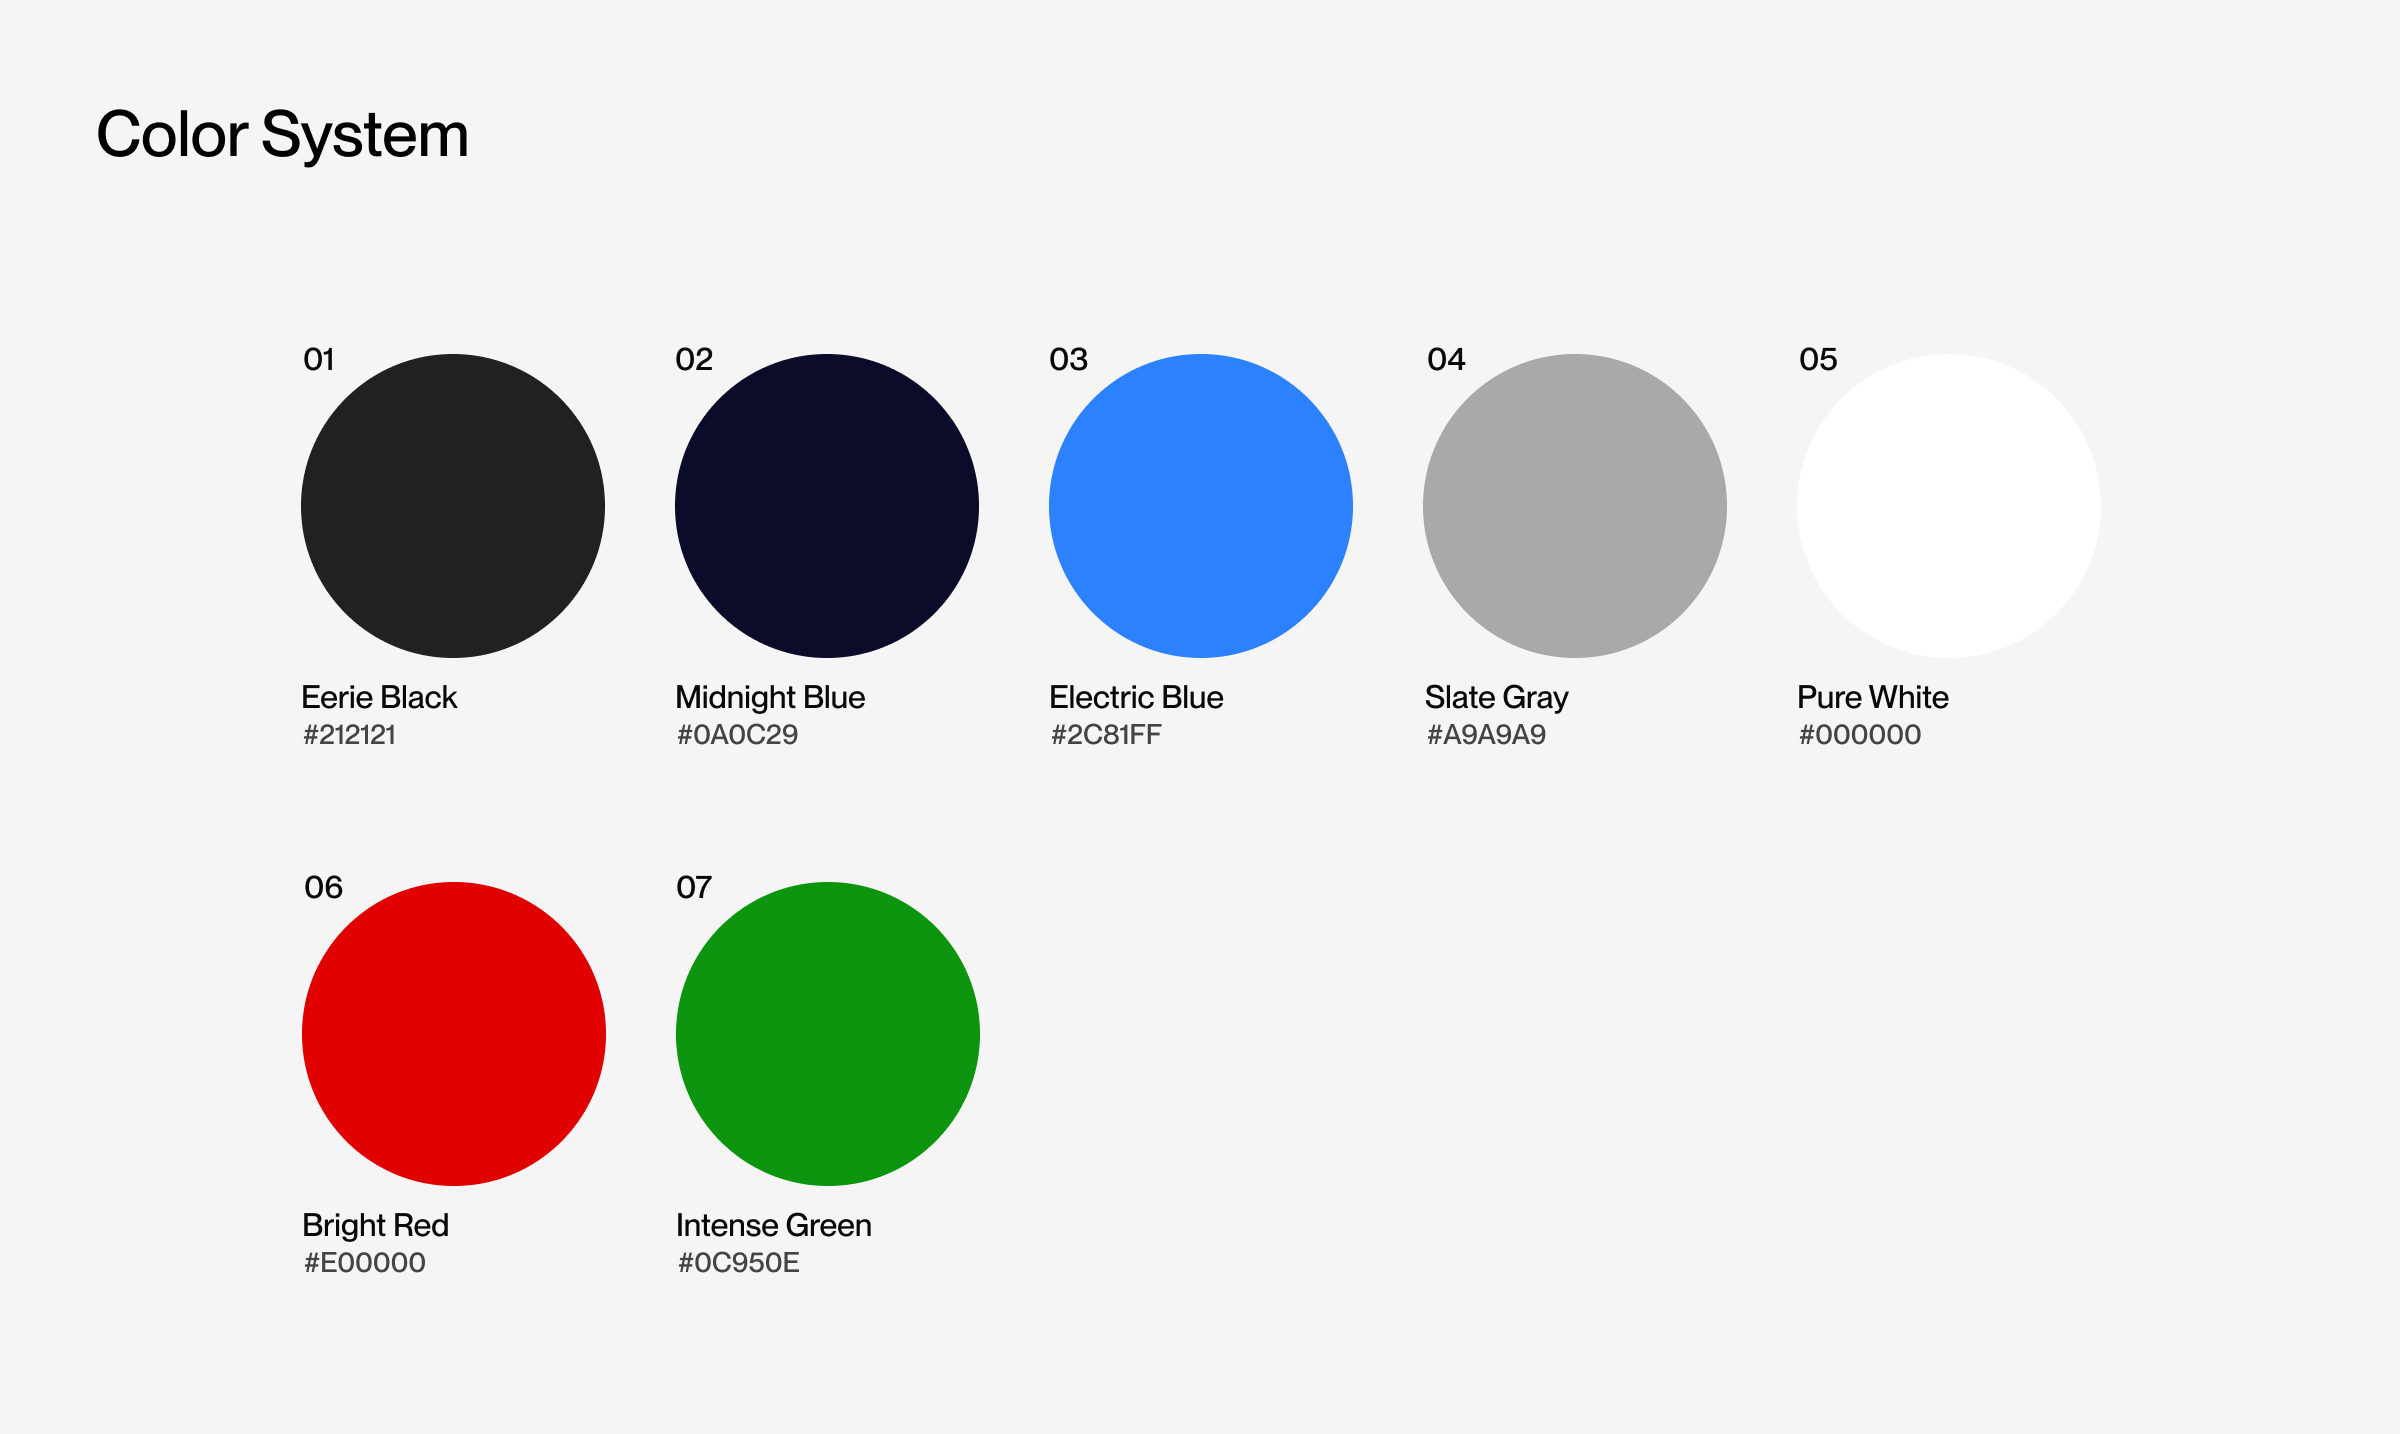 Color System
01
Eerie Black
#212121
02
Midnight Blue
#0A0C29
03
Electric Blue
#2C81FF
04
Slate Gray
#A9A9A9
05
Pure White
#000000
06
Bright Red
#E00000
07
Intense Green
#0C950E